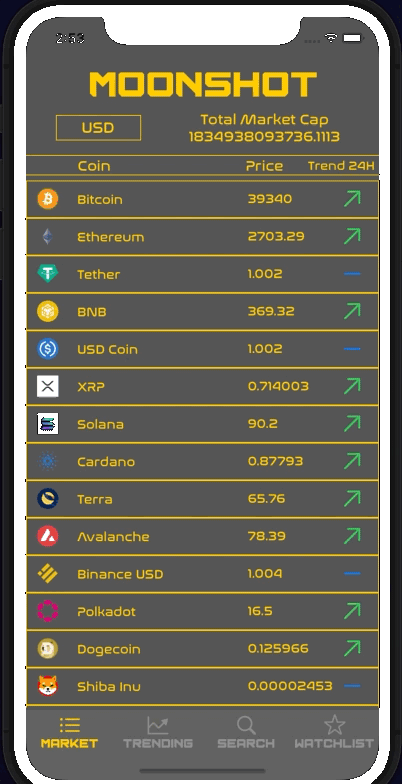 2:53
MOONSHOT
USD
Total Market Cap
1834938093736.1113
Coin Price Trend 24H
Bitcoin 39340
Ethereum 2703.29
Tether 1.002
BNB 369.32
USD Coin 1.002
XRP 0.714003
Solana 90.2
Cardano 0.87793
Terra 65.76
Avalanche 78.39
Binance USD 1.004
Polkadot 16.5
Dogecoin 0.125966
Shiba Inu 0.00002453
MARKET TRENDING SEARCH WATCHLIST